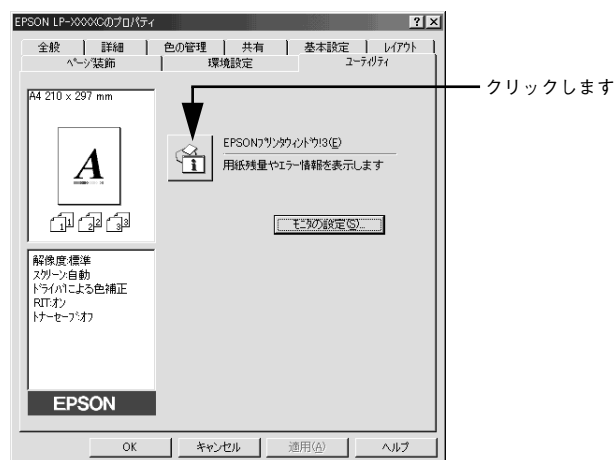 EPSON LP-XXXXCのプロパティ
全般 詳細 色の管理 共有 基本設定 レイアウト
ページ装飾 環境設定 ユーティリティ
クリックします
A4 210 x 297 mm
A
1 1 2 2 3 3
EPSONプリンタウィンドウ!3(E)
用紙残量やエラー情報を表示します
モニタの設定(S)...
解像度:標準
スクリーン:自動
ドライバによる色補正
RIT:オン
トナーセーブ:オフ
EPSON
OK キャンセル 適用(A) ヘルプ